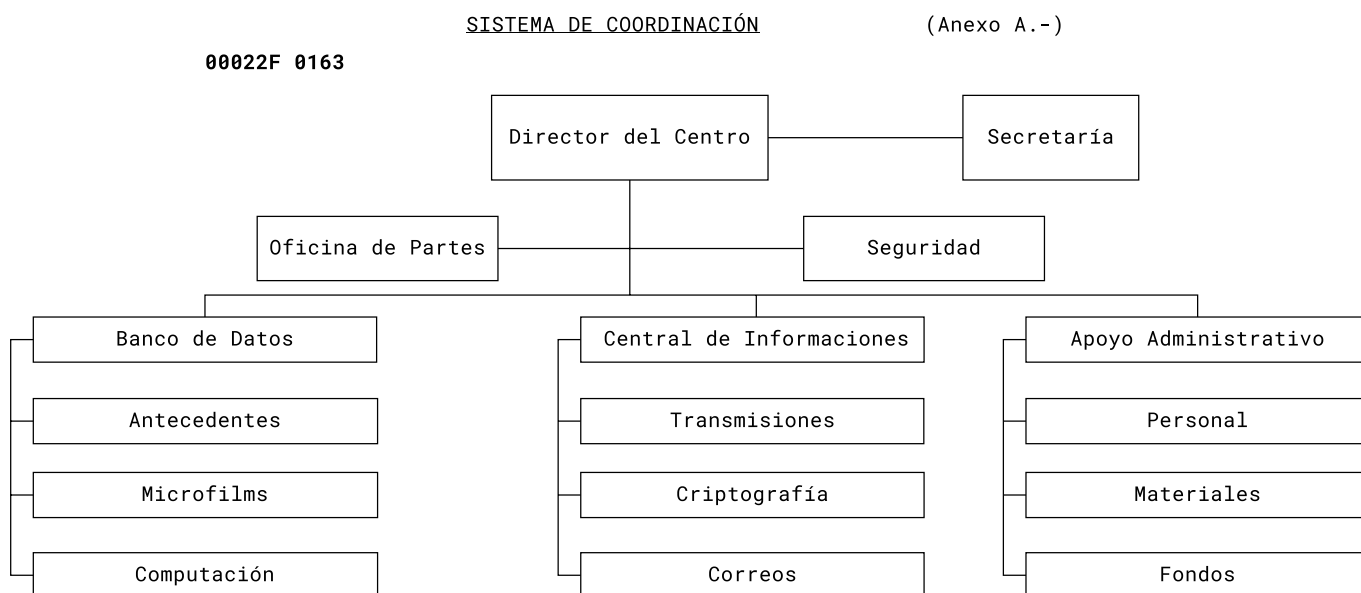 SISTEMA DE COORDINACIÓN (Anexo A.-)
00022F 0163
Director del Centro
Secretaría
Oficina de Partes
Seguridad
Banco de Datos
Central de Informaciones
Apoyo Administrativo
Antecedentes
Transmisiones
Personal
Microfilms
Criptografía
Materiales
Computación
Correos
Fondos